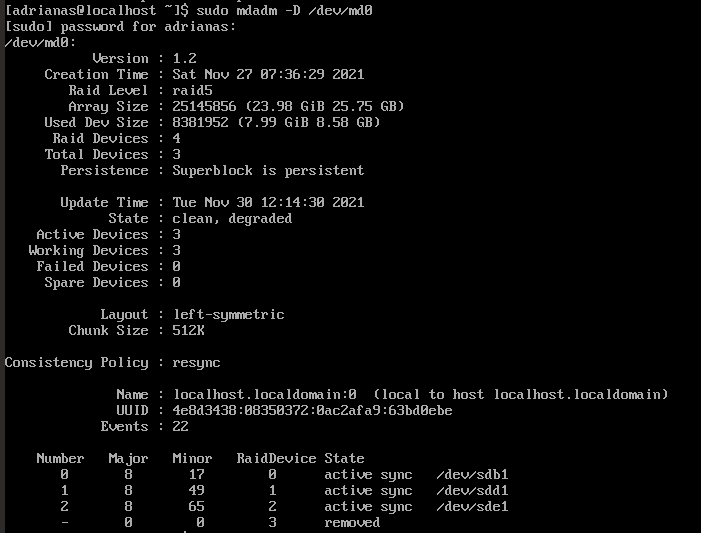 [adrianas@localhost ~]$ sudo mdadm -D /dev/md0
[sudo] password for adrianas:
/dev/md0:
Version : 1.2
Creation Time : Sat Nov 27 07:36:29 2021
Raid Level : raid5
Array Size : 25145856 (23.98 GiB 25.75 GB)
Used Dev Size : 8381952 (7.99 GiB 8.58 GB)
Raid Devices : 4
Total Devices : 3
Persistence : Superblock is persistent
Update Time : Tue Nov 30 12:14:30 2021
State : clean, degraded
Active Devices : 3
Working Devices : 3
Failed Devices : 0
Spare Devices : 0
Layout : left-symmetric
Chunk Size : 512K
Consistency Policy : resync
Name : localhost.localdomain:0 (local to host localhost.localdomain)
UUID : 4e8d3438:08350372:0ac2afa9:63bd0ebe
Events : 22
Number Major Minor RaidDevice State
0 8 17 0 active sync /dev/sdb1
1 8 49 1 active sync /dev/sdd1
2 8 65 2 active sync /dev/sde1
- 0 0 3 removed